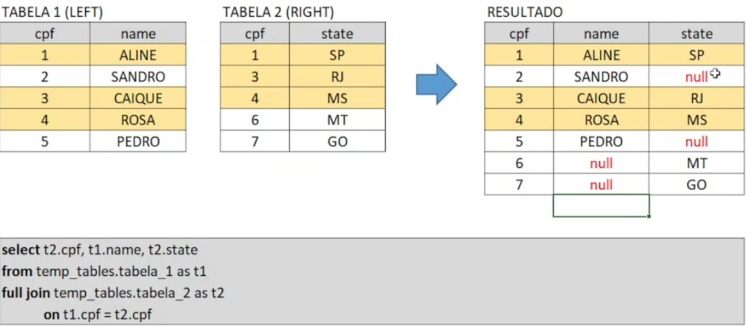 TABELA 1 (LEFT)
cpf name
1 ALINE
2 SANDRO
3 CAIQUE
4 ROSA
5 PEDRO
TABELA 2 (RIGHT)
cpf state
1 SP
3 RJ
4 MS
6 MT
7 GO
RESULTADO
cpf name state
1 ALINE SP
2 SANDRO null
3 CAIQUE RJ
4 ROSA MS
5 PEDRO null
6 null MT
7 null GO
select t2.cpf, t1.name, t2.state
from temp_tables.tabela_1 as t1
full join temp_tables.tabela_2 as t2
on t1.cpf = t2.cpf